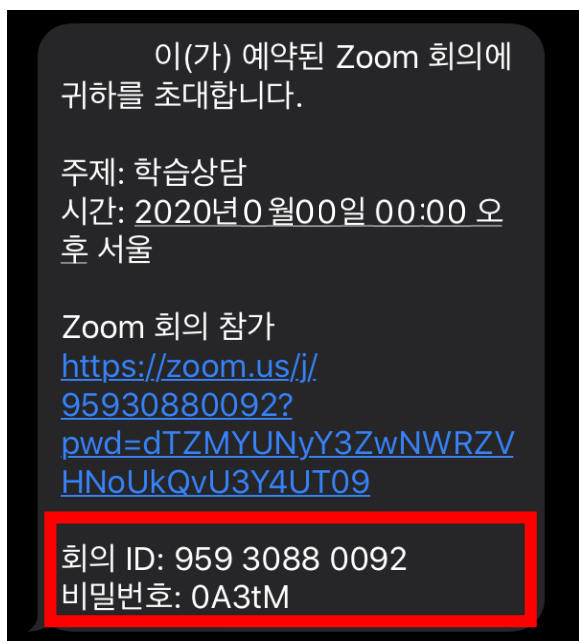 이(가) 예약된 Zoom 회의에
귀하를 초대합니다.
주제: 학습상담
시간: 2020년0월00일 00:00 오
후 서울
Zoom 회의 참가
https://zoom.us/j/
95930880092?
pwd=dTZMYUNyY3ZwNWRZV
HNoUkQvU3Y4UT09
회의 ID: 959 3088 0092
비밀번호: 0A3tM